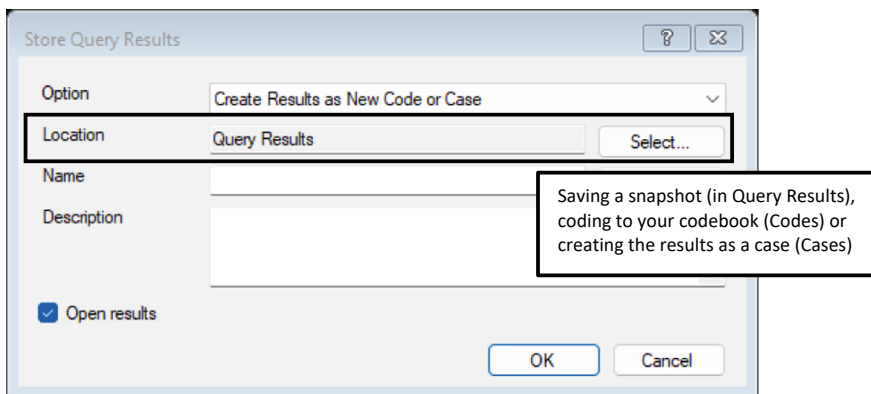 Store Query Results
?
Option
Create Results as New Code or Case
Location
Query Results
Select...
Name
Saving a snapshot (in Query Results),
coding to your codebook (Codes) or
creating the results as a case (Cases)
Description
Open results
OK
Cancel